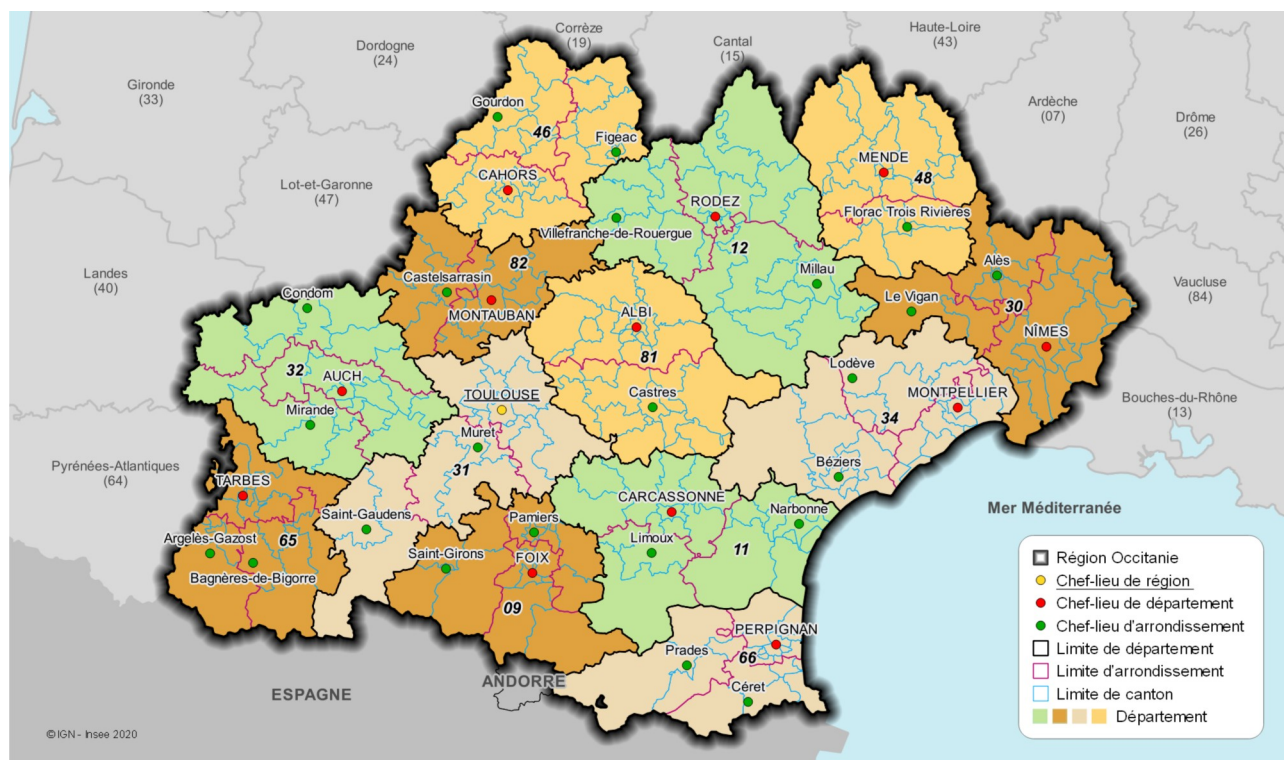 Corrèze
(19)
Haute-Loire
(43)
Dordogne
(24)
Cantal
(15)
Gironde
(33)
Ardèche
(07)
Drôme
(26)
Gourdon
46
Figeac
MENDE
48
CAHORS
Lot-et-Garonne
(47)
RODEZ
Florac Trois Rivières
Villefranche-de-Rouergue
12
82
Alès
Landes
(40)
Castelsarrasin
Millau
Vaucluse
(84)
Condom
MONTAUBAN
Le Vigan
30
ALBI
NÎMES
81
32
AUCH
Lodève
TOULOUSE
Castres
MONTPELLIER
Mirande
34
Bouches-du-Rhône
(13)
Muret
Pyrénées-Atlantiques
(64)
31
Béziers
TARBES
CARCASSONNE
Saint-Gaudens
Pamiers
Narbonne
Mer Méditerranée
Argelès-Gazost
65
Limoux
11
Saint-Girons
FOIX
Bagnères-de-Bigorre
09
PERPIGNAN
Prades
66
ANDORRE
Céret
ESPAGNE
Région Occitanie
Chef-lieu de région
Chef-lieu de département
Chef-lieu d'arrondissement
Limite de département
Limite d'arrondissement
Limite de canton
Département
© IGN - Insee 2020